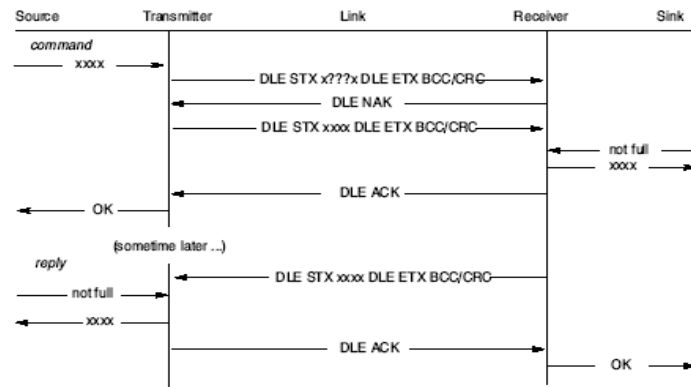 Source Transmitter Link Receiver Sink
command
xxxx
DLE STX x???x DLE ETX BCC/CRC
DLE NAK
DLE STX xxxx DLE ETX BCC/CRC
not full
xxxx
DLE ACK
OK
(sometime later ...)
reply
DLE STX xxxx DLE ETX BCC/CRC
not full
xxxx
DLE ACK
OK